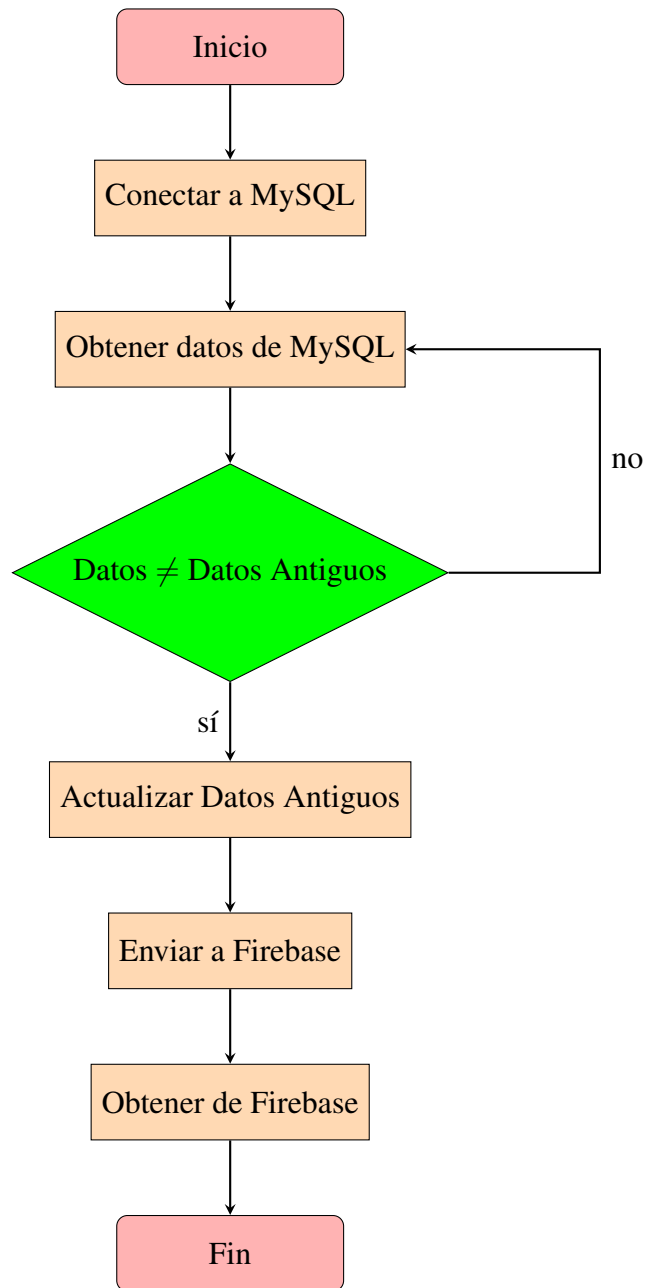 Inicio
Conectar a MySQL
Obtener datos de MySQL
no
Datos ≠ Datos Antiguos
sí
Actualizar Datos Antiguos
Enviar a Firebase
Obtener de Firebase
Fin